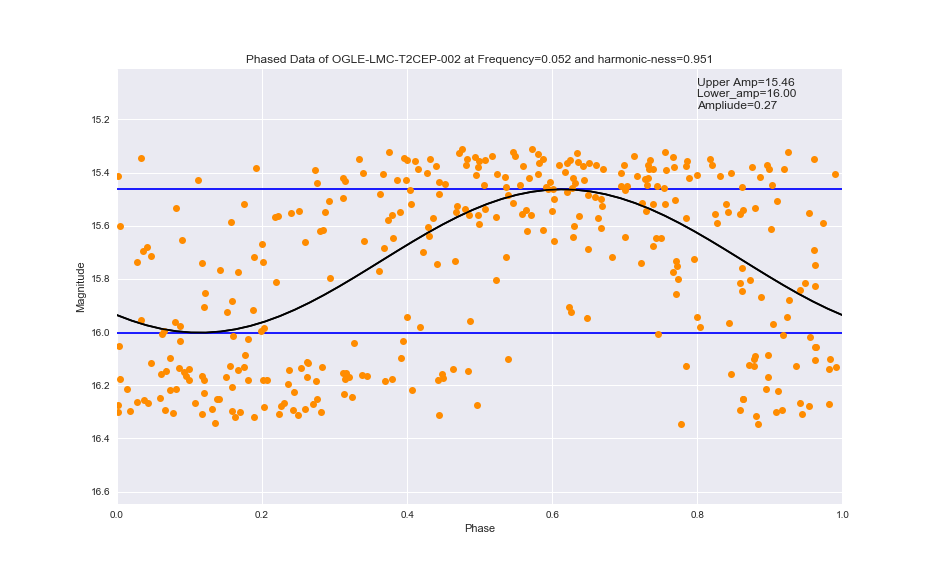 Phased Data of OGLE-LMC-T2CEP-002 at Frequency=0.052 and harmonic-ness=0.951
Upper Amp=15.46
Lower_amp=16.00
Ampliude=0.27
Magnitude
15.2
15.4
15.6
15.8
16.0
16.2
16.4
16.6
0.0 0.2 0.4 0.6 0.8 1.0
Phase